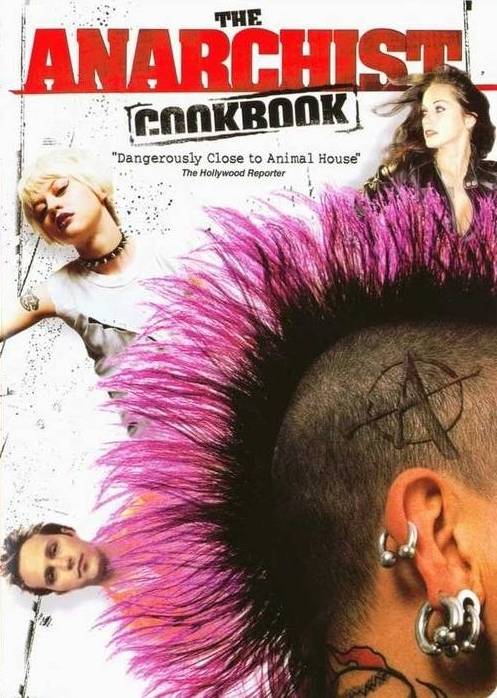 THE
ANARCHIST
COOKBOOK
"Dangerously Close to Animal House"
The Hollywood Reporter